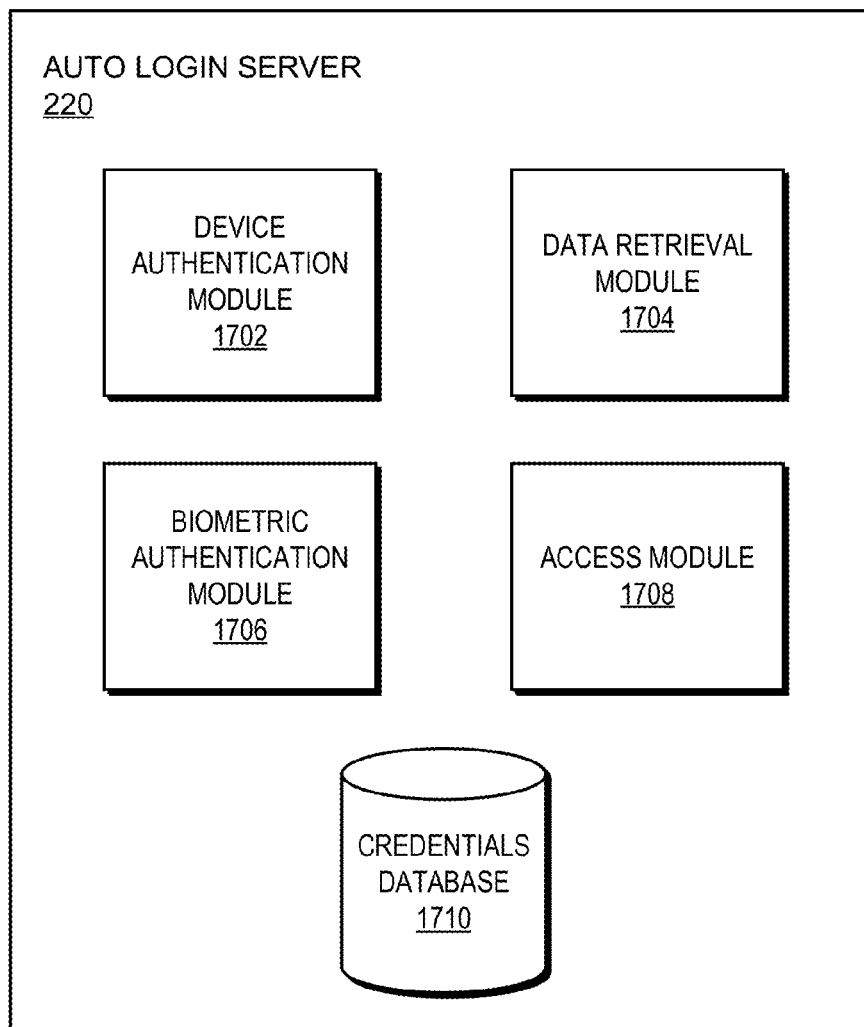 AUTO LOGIN SERVER
220
DEVICE
AUTHENTICATION
MODULE
1702
DATA RETRIEVAL
MODULE
1704
BIOMETRIC
AUTHENTICATION
MODULE
1706
ACCESS MODULE
1708
CREDENTIALS
DATABASE
1710